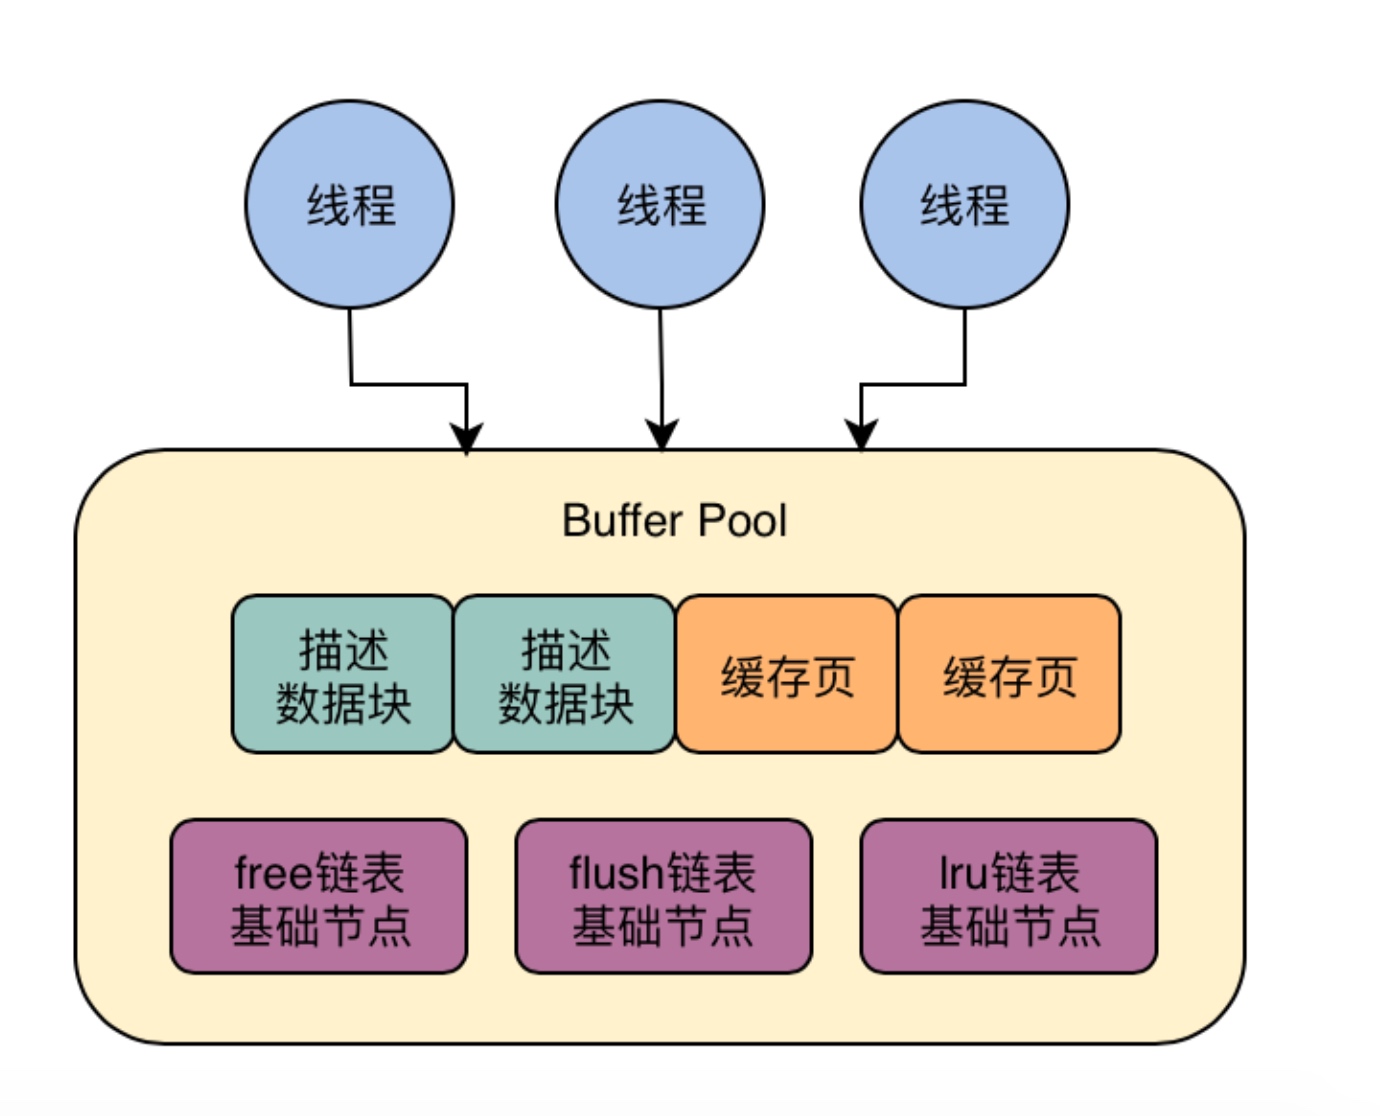 线程
线程
线程
Buffer Pool
描述
数据块
描述
数据块
缓存页
缓存页
free链表
基础节点
flush链表
基础节点
lru链表
基础节点